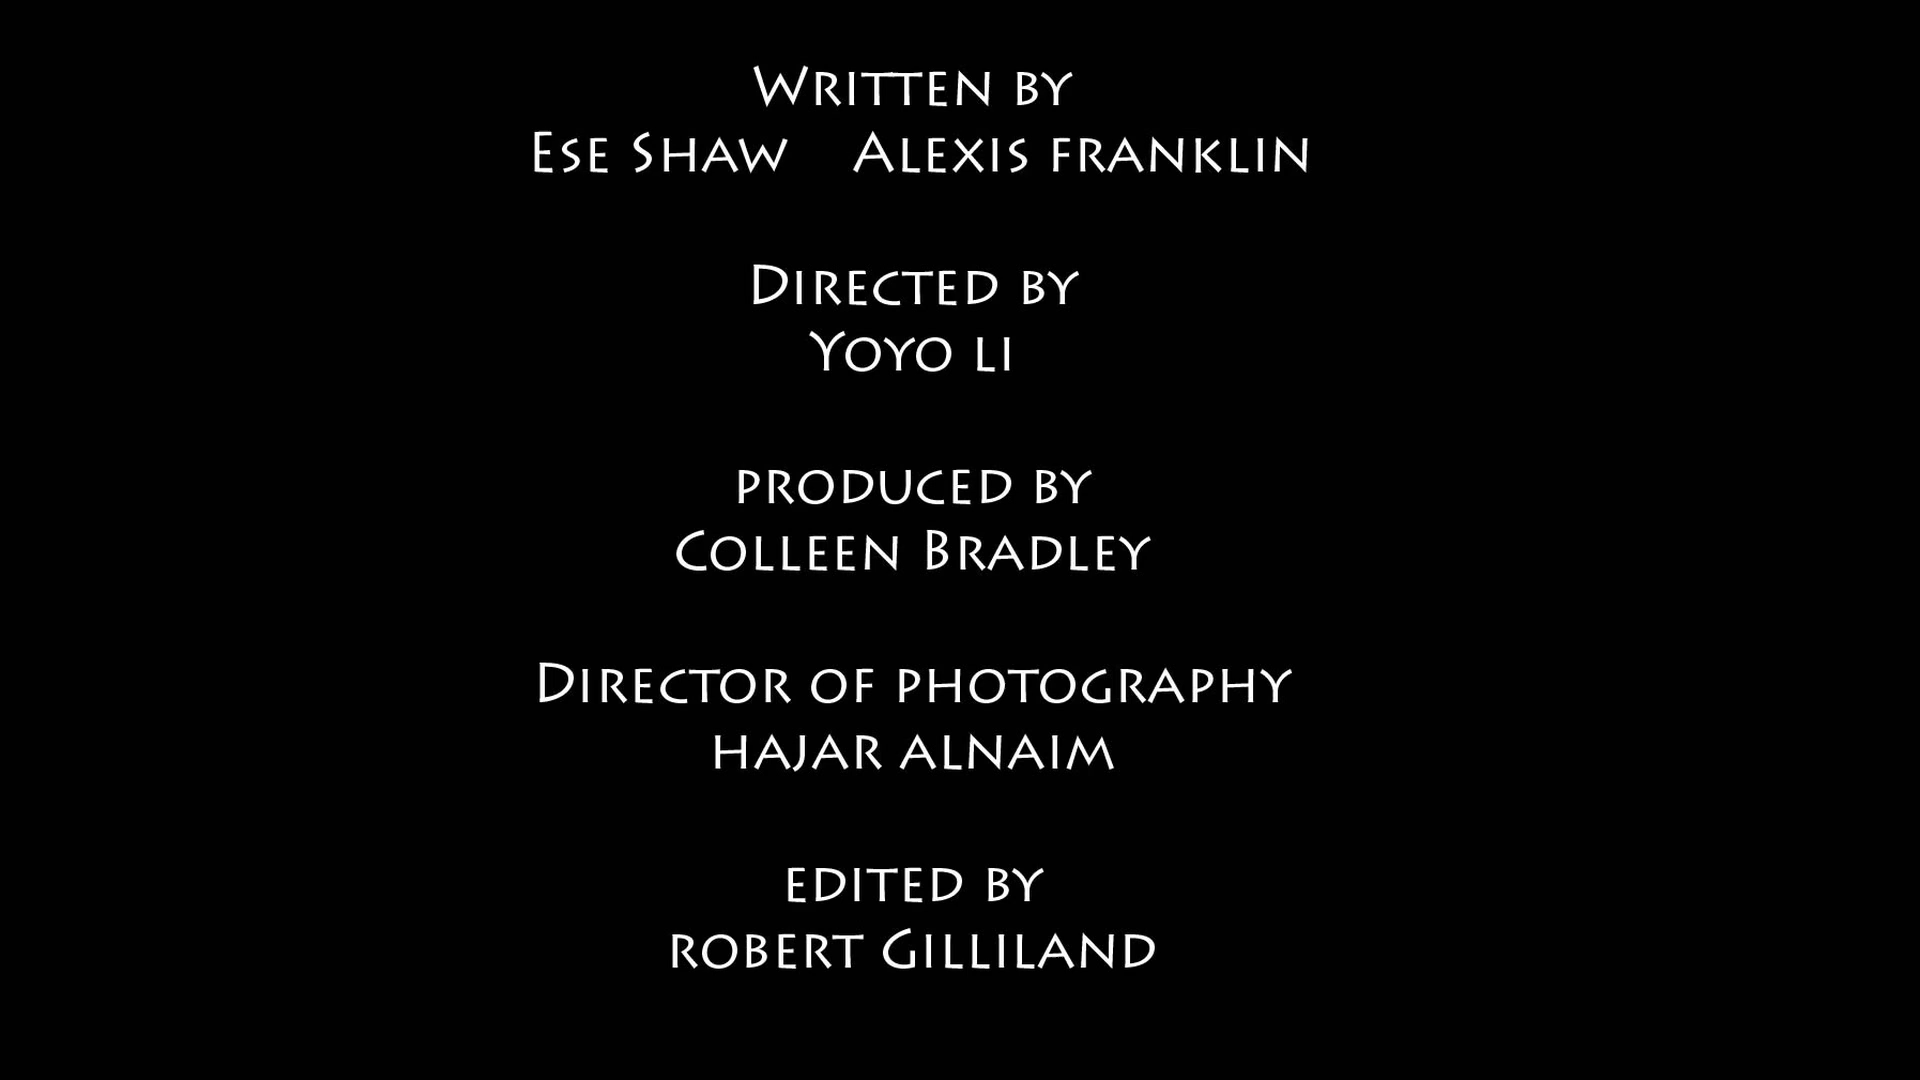 Written by
Ese Shaw Alexis franklin
Directed by
Yoyo li
produced by
Colleen Bradley
Director of photography
hajar alnaim
edited by
robert Gilliland